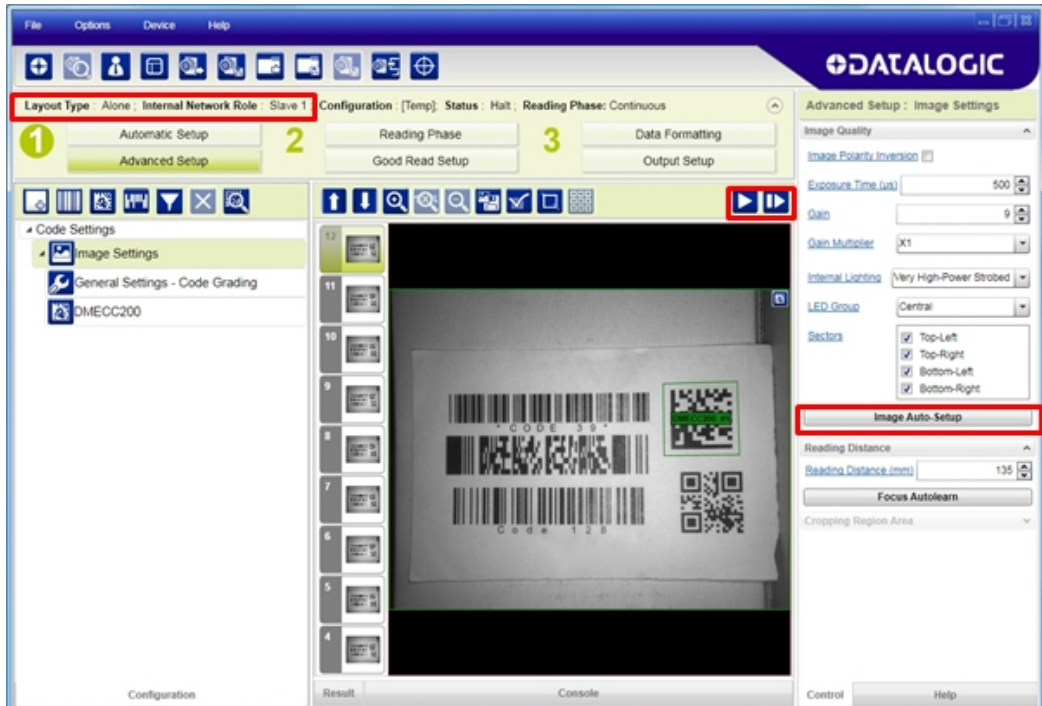 File Options Device Help
DATALOGIC
Layout Type : Alone ; Internal Network Role : Slave 1 ; Configuration : [Temp]; Status : Halt ; Reading Phase: Continuous
1 Automatic Setup 2 Reading Phase 3 Data Formatting
Advanced Setup Good Read Setup Output Setup
Code Settings
Image Settings
General Settings - Code Grading
DMECC200
12
11
10
9
8
7
6
5
4
* CODE 39 *
DMECC200 #1
Code 128
Advanced Setup : Image Settings
Image Quality
Image Polarity Inversion
Exposure Time (µs) 500
Gain 9
Gain Multiplier X1
Internal Lighting Very High-Power Strobed
LED Group Central
Sectors Top-Left
Top-Right
Bottom-Left
Bottom-Right
Image Auto-Setup
Reading Distance
Reading Distance (mm) 135
Focus Autolearn
Cropping Region Area
Configuration Result Console Control Help